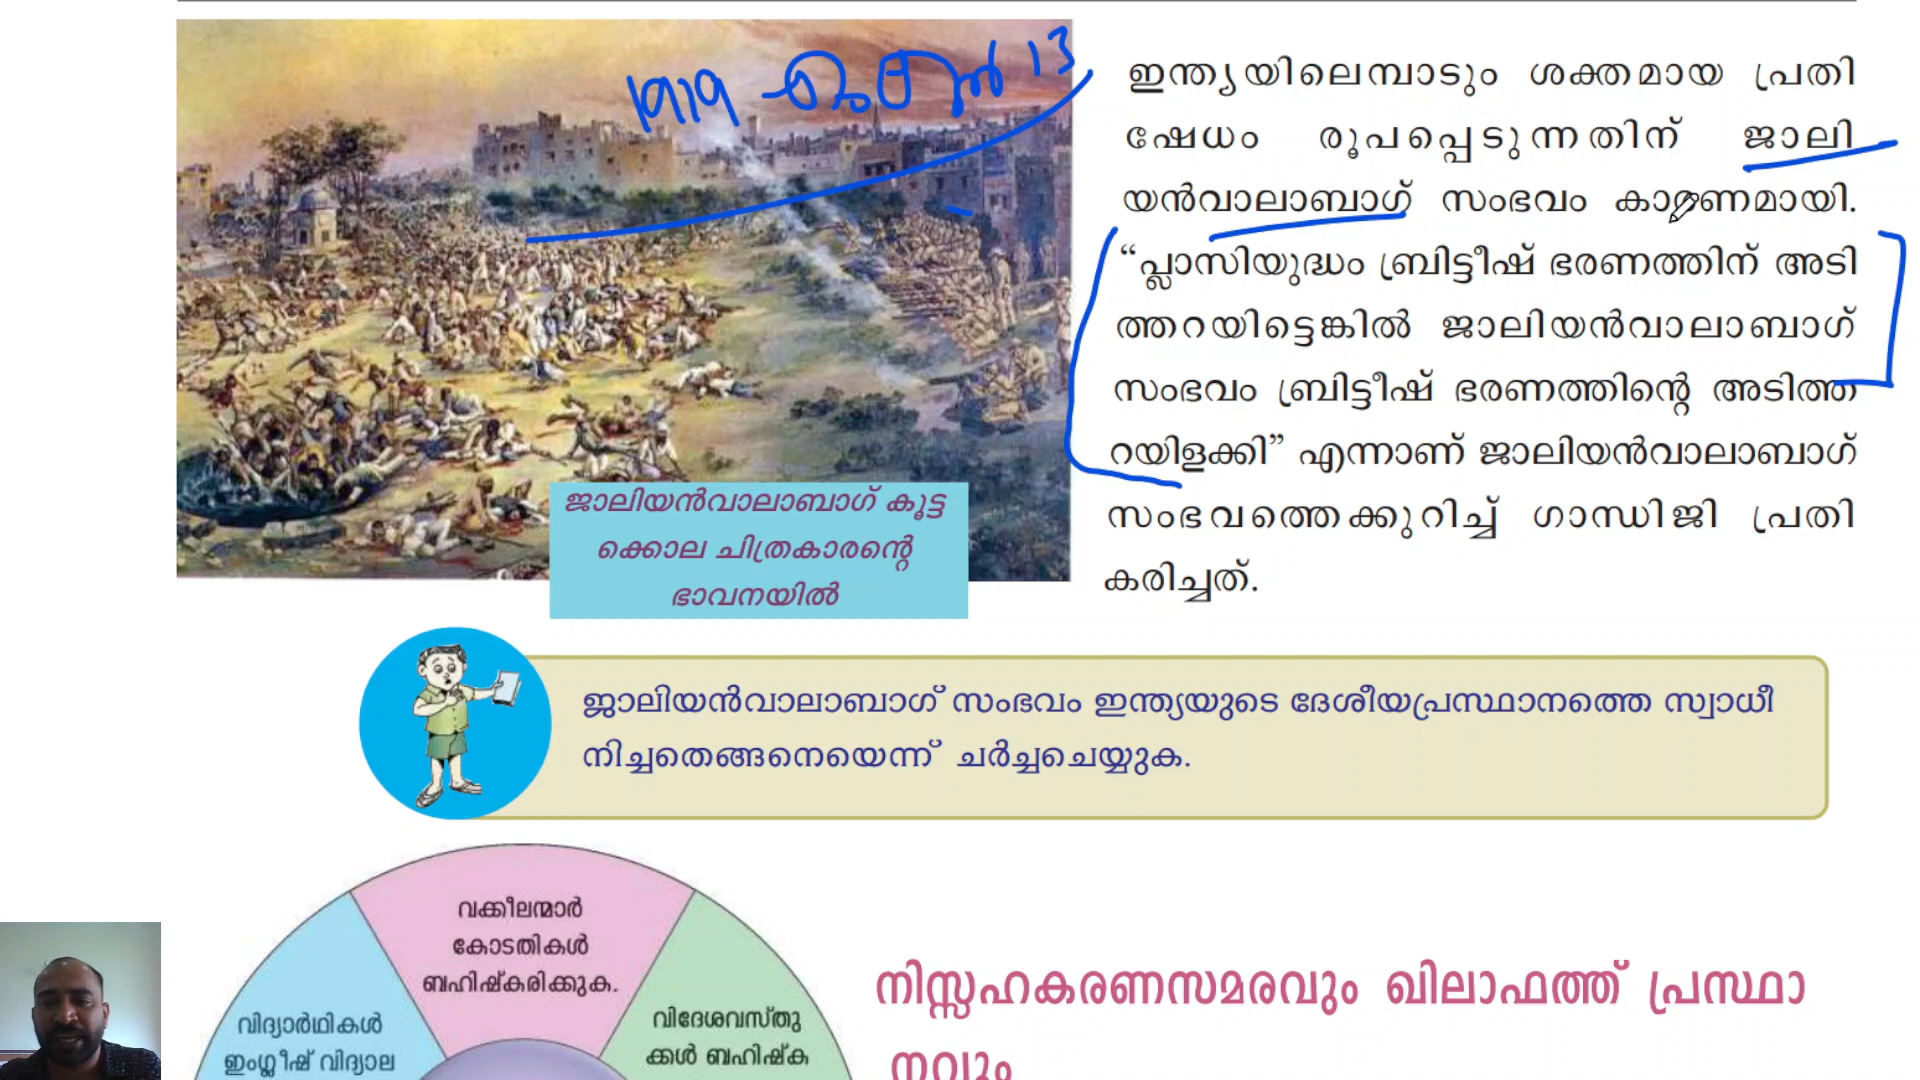 1919 ഏപ്രിൽ 13
ഇന്ത്യയിലെമ്പാടും ശക്തമായ പ്രതി
ഷേധം രൂപപ്പെടുന്നതിന് ജാലി
യൻവാലാബാഗ് സംഭവം കാരണമായി.
“പ്ലാസിയുദ്ധം ബ്രിട്ടീഷ് ഭരണത്തിന് അടി
ത്തറയിട്ടെങ്കിൽ ജാലിയൻവാലാബാഗ്
സംഭവം ബ്രിട്ടീഷ് ഭരണത്തിന്റെ അടിത്ത
റയിളക്കി” എന്നാണ് ജാലിയൻവാലാബാഗ്
സംഭവത്തെക്കുറിച്ച് ഗാന്ധിജി പ്രതി
കരിച്ചത്.
ജാലിയൻവാലാബാഗ് കൂട്ട
ക്കൊല ചിത്രകാരന്റെ
ഭാവനയിൽ
ജാലിയൻവാലാബാഗ് സംഭവം ഇന്ത്യയുടെ ദേശീയപ്രസ്ഥാനത്തെ സ്വാധീ
നിച്ചതെങ്ങനെയെന്ന് ചർച്ചചെയ്യുക.
വക്കീലന്മാർ
കോടതികൾ
ബഹിഷ്കരിക്കുക.
വിദ്യാർഥികൾ
ഇംഗ്ലീഷ് വിദ്യാല
വിദേശവസ്തു
ക്കൾ ബഹിഷ്ക
നിസ്സഹകരണസമരവും ഖിലാഫത്ത് പ്രസ്ഥാ
നവും